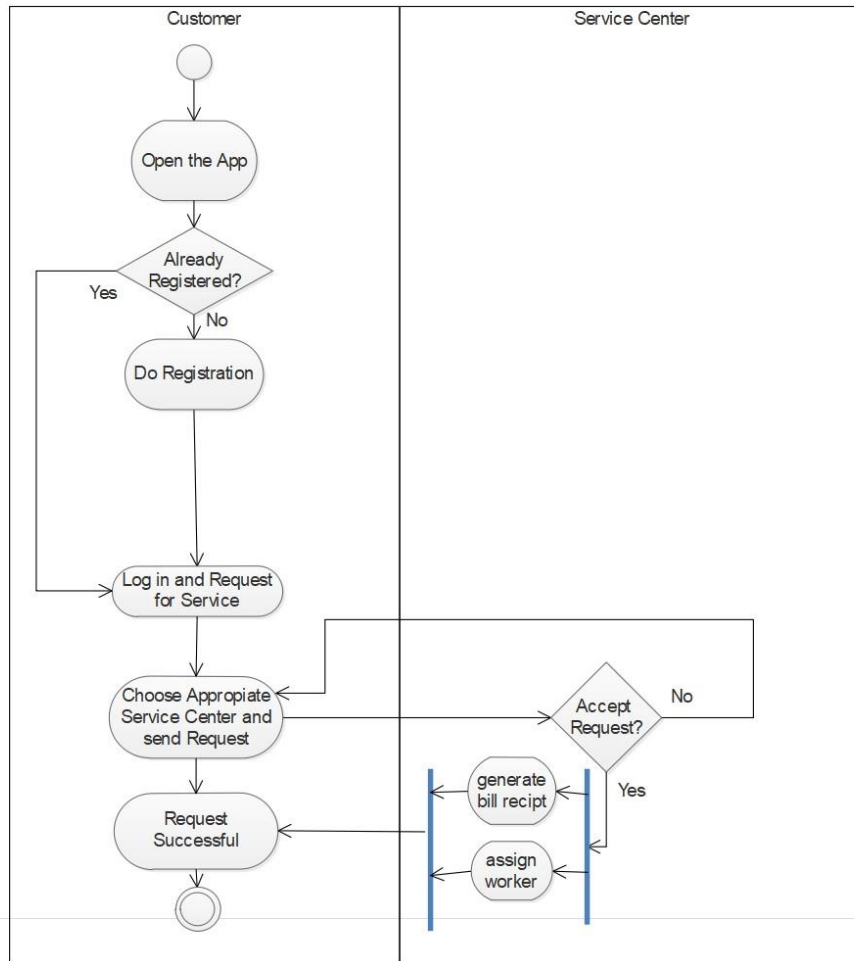 Customer
Service Center
Open the App
Already
Registered?
Yes
No
Do Registration
Log in and Request
for Service
Choose Appropiate
Service Center and
send Request
Accept
Request?
No
Yes
generate
bill recipt
assign
worker
Request
Successful